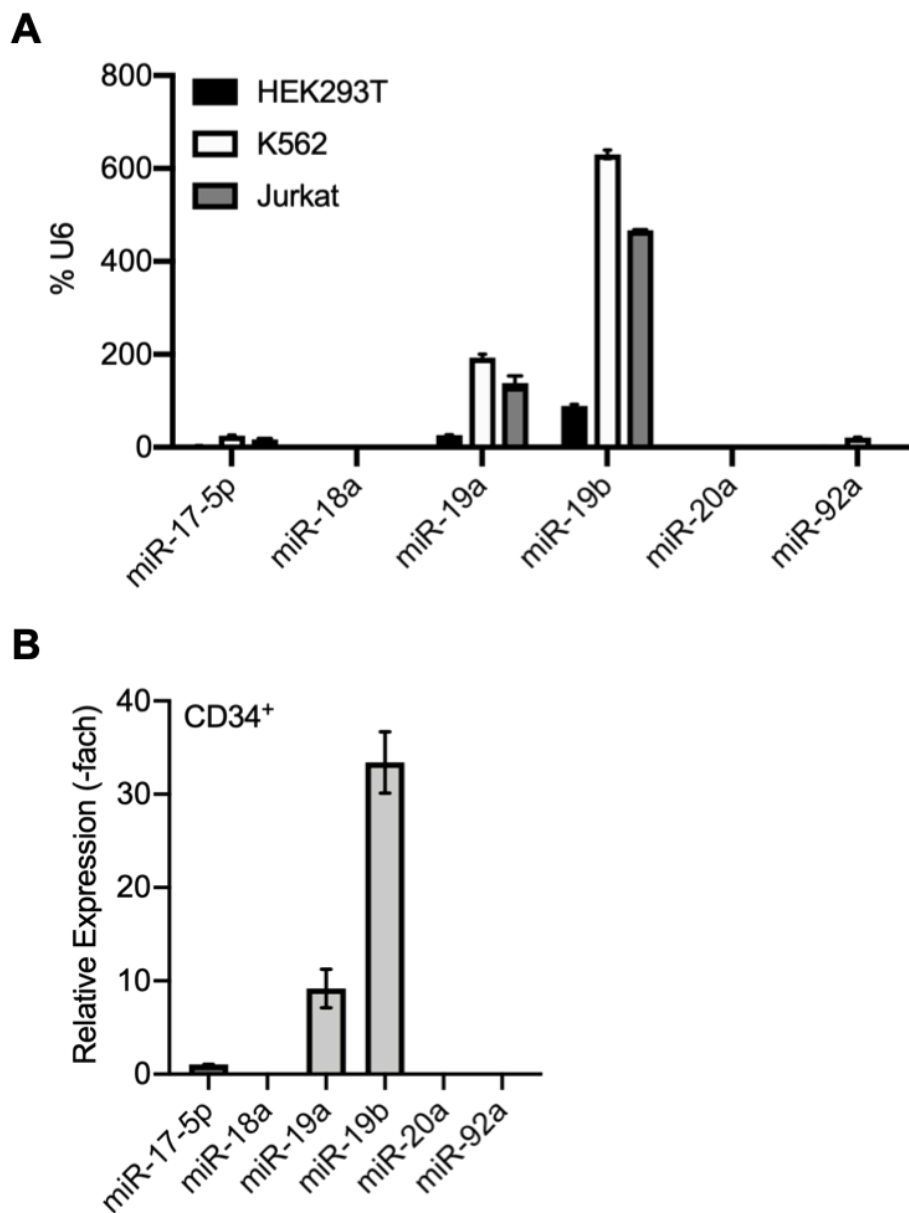 A
800
600
400
200
0
% U6
HEK293T
K562
Jurkat
miR-17-5p
miR-18a
miR-19a
miR-19b
miR-20a
miR-92a
B
40
30
20
10
0
Relative Expression (-fach)
CD34⁺
miR-17-5p
miR-18a
miR-19a
miR-19b
miR-20a
miR-92a